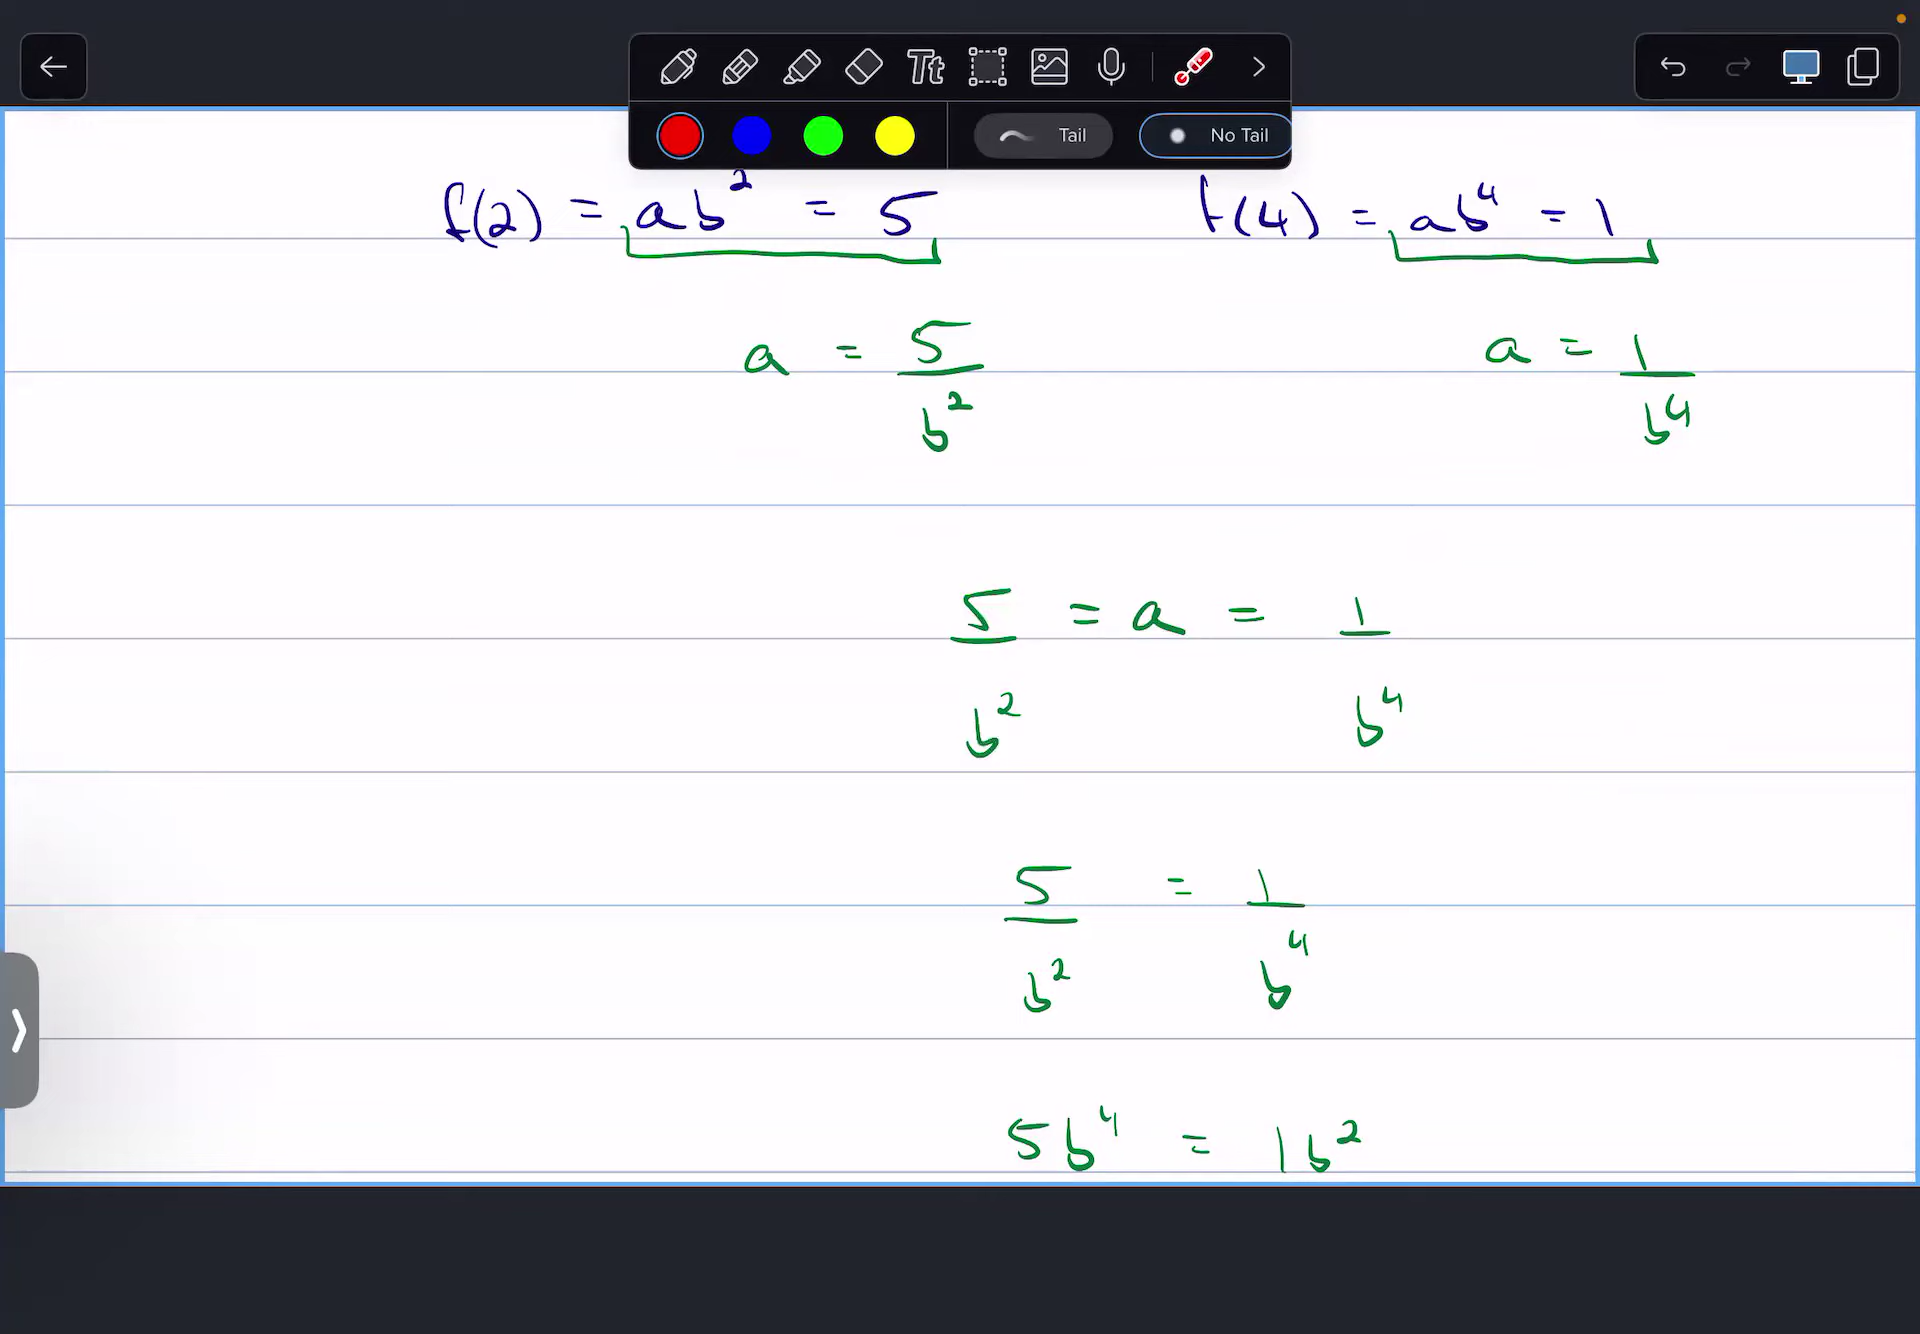 Tt
Tail No Tail
f(2) = ab² = 5 f(4) = ab⁴ = 1
a = 5/b² a = 1/b⁴
5/b² = a = 1/b⁴
5/b² = 1/b⁴
5b⁴ = 1b²